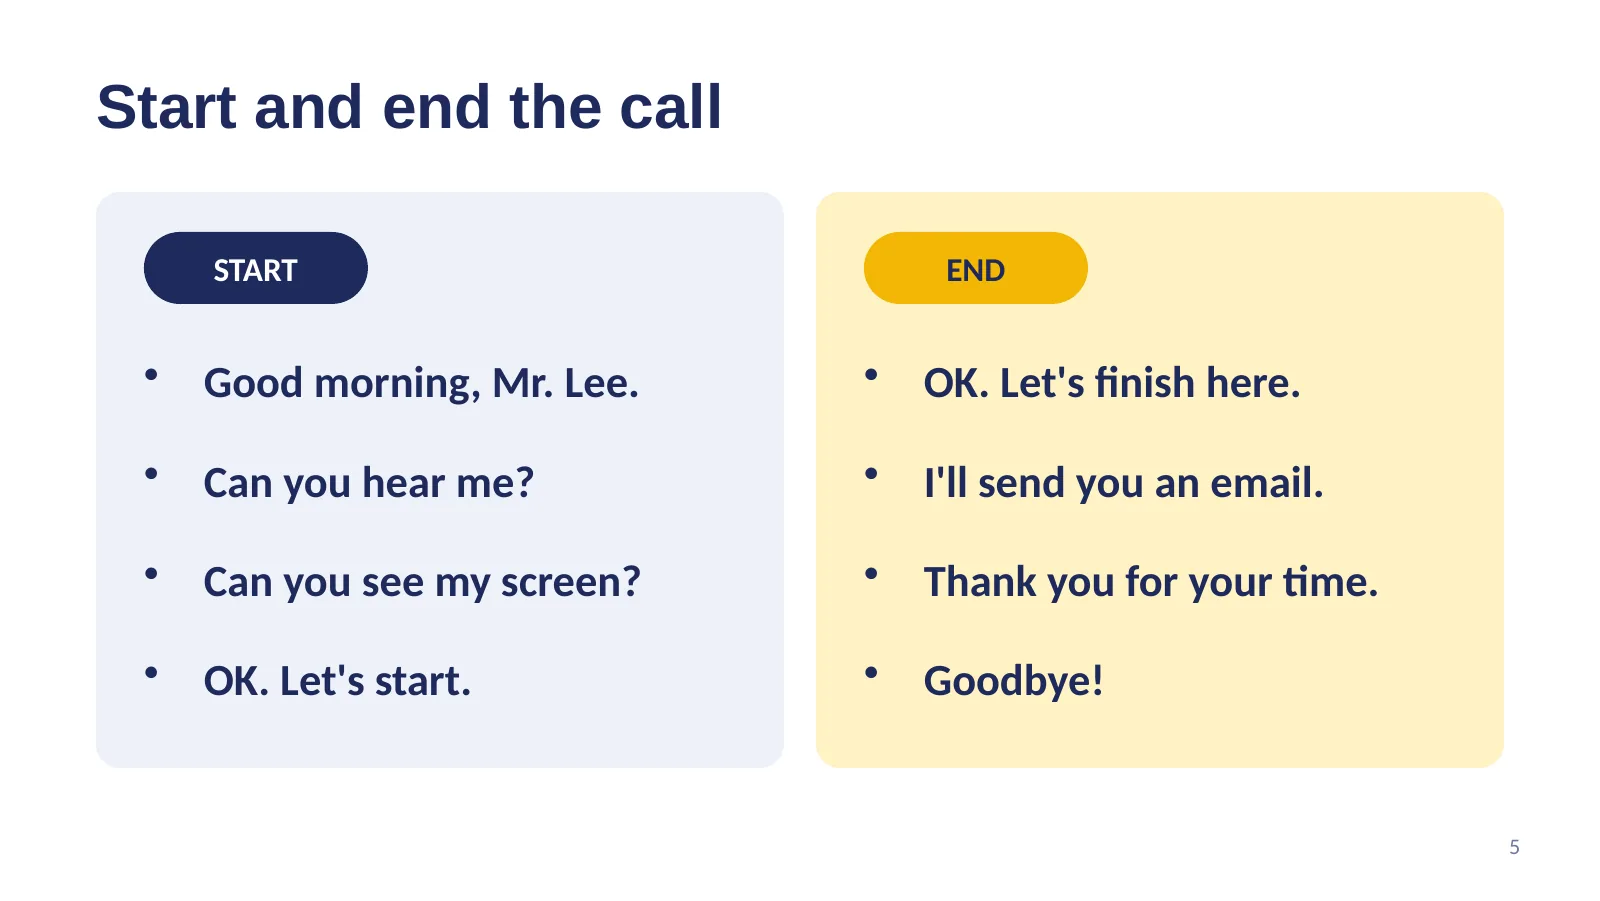 Start and end the call
START
• Good morning, Mr. Lee.
• Can you hear me?
• Can you see my screen?
• OK. Let's start.
END
• OK. Let's finish here.
• I'll send you an email.
• Thank you for your time.
• Goodbye!
5